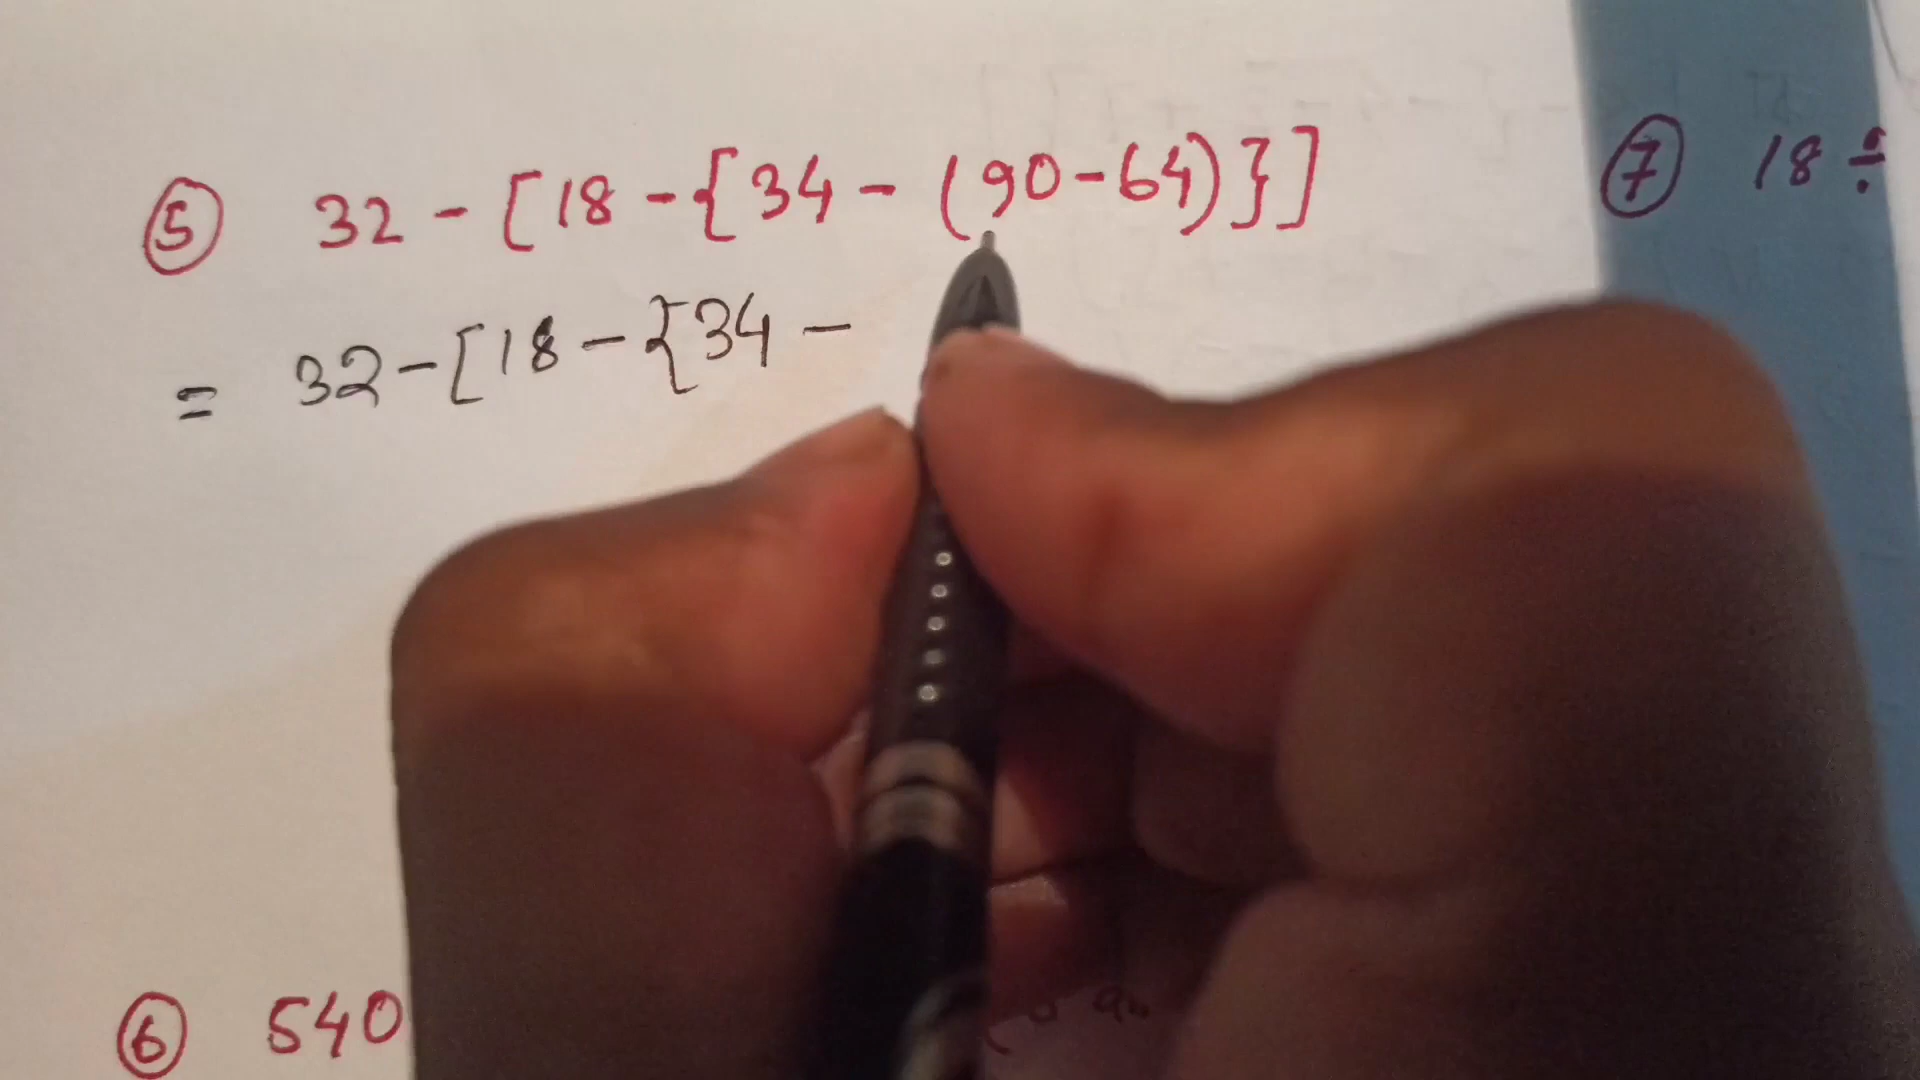 ⑤ 32 - [18 - {34 - (90-64)}]
= 32 - [18 - {34 -
⑦ 18 ÷
⑥ 540